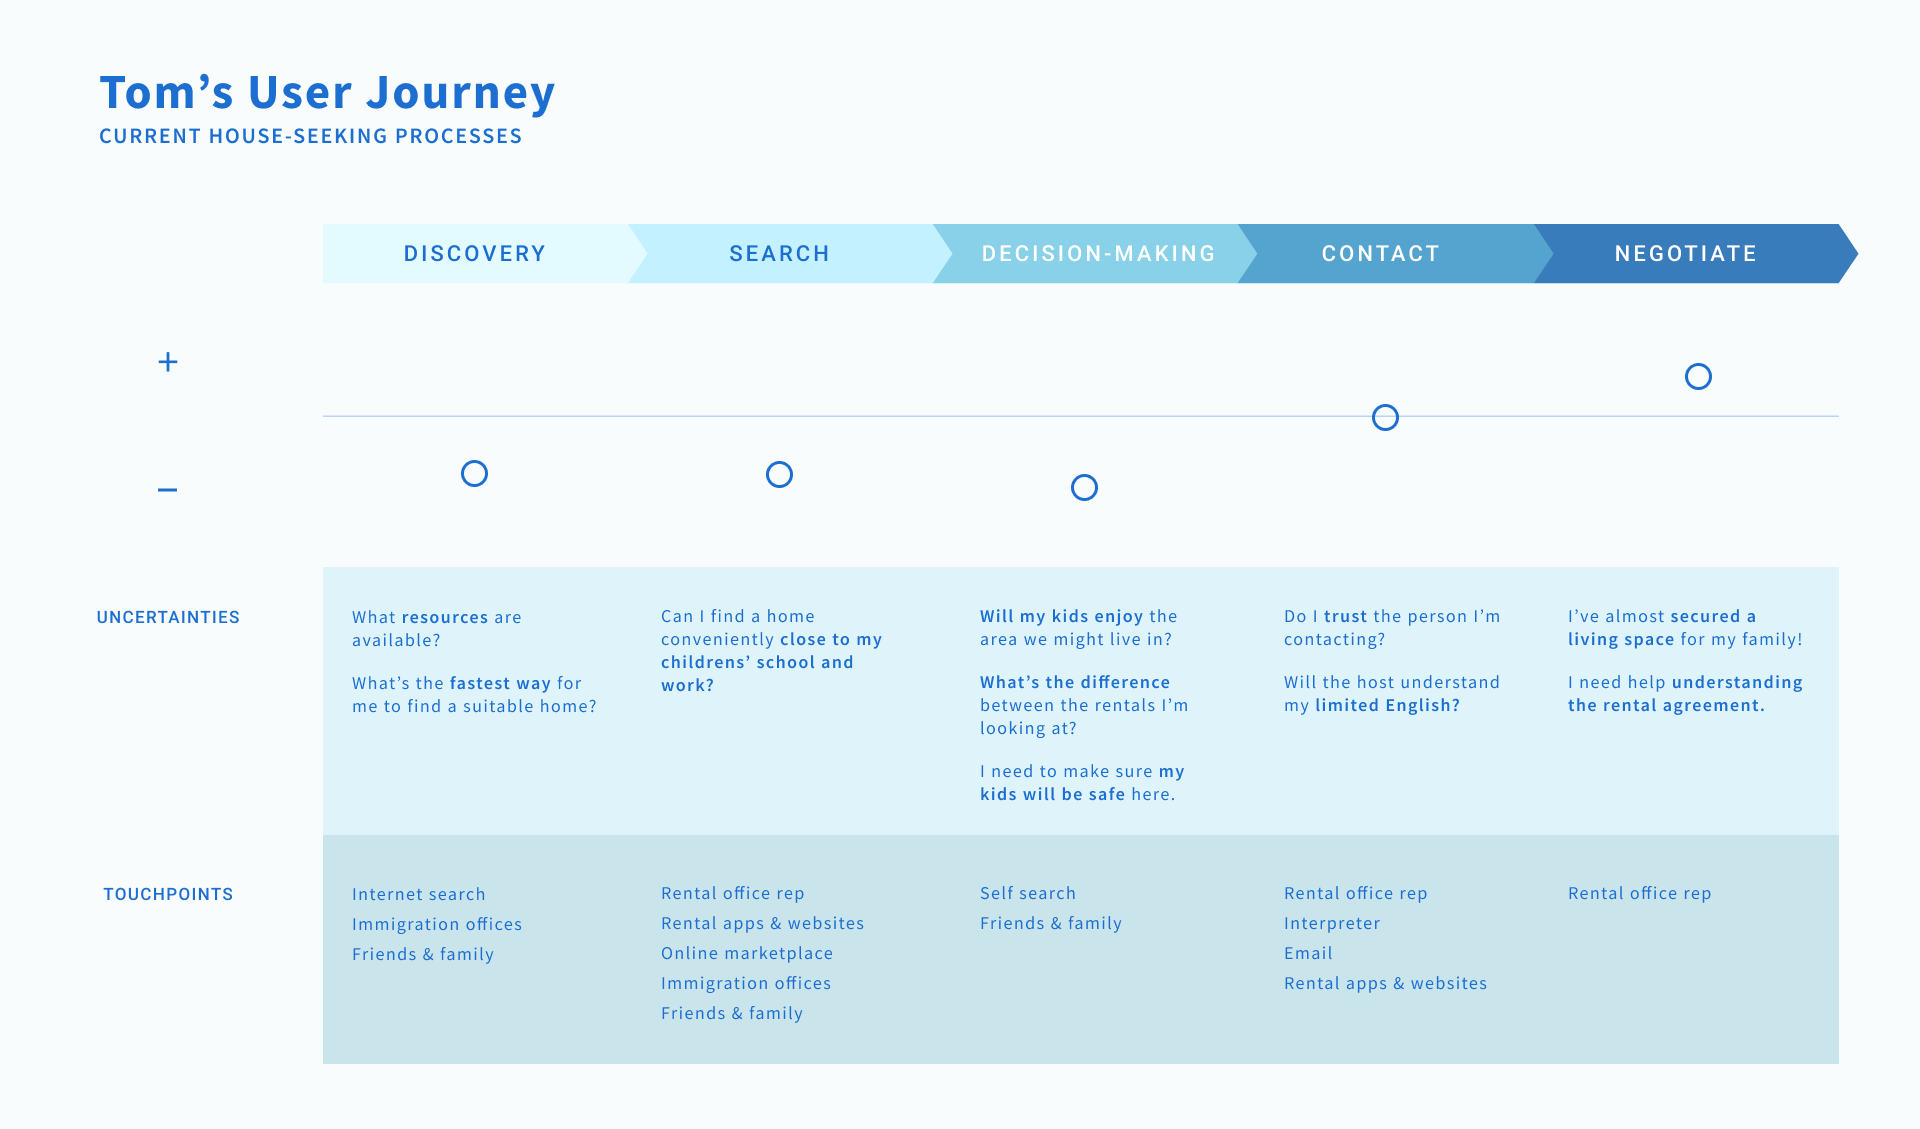 Tom’s User Journey
CURRENT HOUSE-SEEKING PROCESSES
DISCOVERY
SEARCH
DECISION-MAKING
CONTACT
NEGOTIATE
+
–
UNCERTAINTIES
What resources are
available?
What’s the fastest way for
me to find a suitable home?
Can I find a home
conveniently close to my
childrens’ school and
work?
Will my kids enjoy the
area we might live in?
What’s the difference
between the rentals I’m
looking at?
I need to make sure my
kids will be safe here.
Do I trust the person I’m
contacting?
Will the host understand
my limited English?
I’ve almost secured a
living space for my family!
I need help understanding
the rental agreement.
TOUCHPOINTS
Internet search
Immigration offices
Friends & family
Rental office rep
Rental apps & websites
Online marketplace
Immigration offices
Friends & family
Self search
Friends & family
Rental office rep
Interpreter
Email
Rental apps & websites
Rental office rep